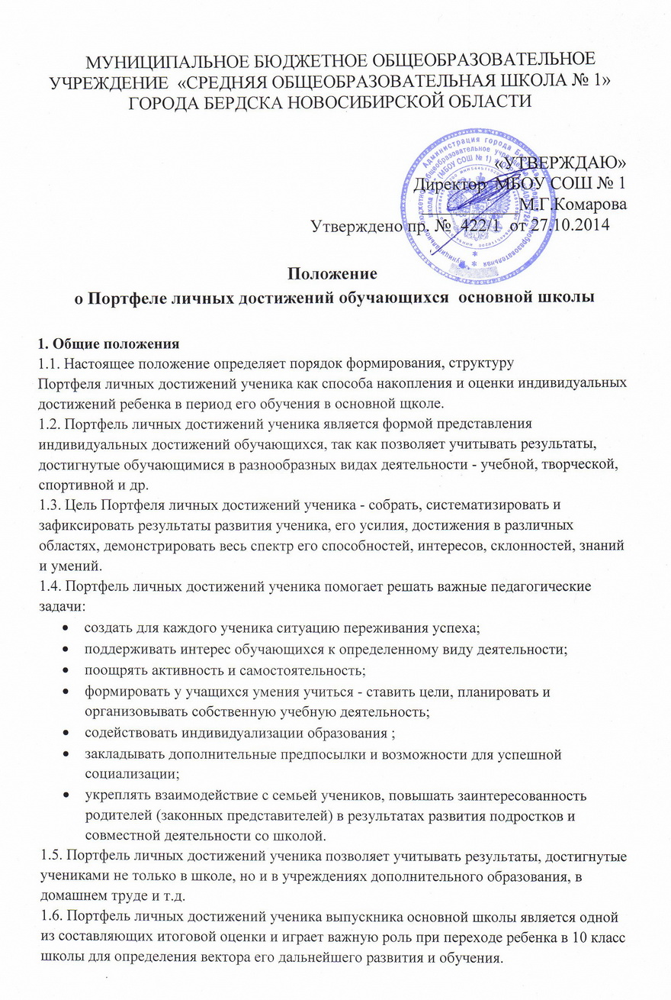 МУНИЦИПАЛЬНОЕ БЮДЖЕТНОЕ ОБЩЕОБРАЗОВАТЕЛЬНОЕ
УЧРЕЖДЕНИЕ «СРЕДНЯЯ ОБЩЕОБРАЗОВАТЕЛЬНАЯ ШКОЛА № 1»
ГОРОДА БЕРДСКА НОВОСИБИРСКОЙ ОБЛАСТИ
«УТВЕРЖДАЮ»
Директор МБОУ СОШ № 1
М.Г.Комарова
Утверждено пр. № 422/1 от 27.10.2014
Положение
о Портфеле личных достижений обучающихся основной школы
1. Общие положения
1.1. Настоящее положение определяет порядок формирования, структуру
Портфеля личных достижений ученика как способа накопления и оценки индивидуальных
достижений ребенка в период его обучения в основной щколе.
1.2. Портфель личных достижений ученика является формой представления
индивидуальных достижений обучающихся, так как позволяет учитывать результаты,
достигнутые обучающимися в разнообразных видах деятельности - учебной, творческой,
спортивной и др.
1.3. Цель Портфеля личных достижений ученика - собрать, систематизировать и
зафиксировать результаты развития ученика, его усилия, достижения в различных
областях, демонстрировать весь спектр его способностей, интересов, склонностей, знаний
и умений.
1.4. Портфель личных достижений ученика помогает решать важные педагогические
задачи:
• создать для каждого ученика ситуацию переживания успеха;
• поддерживать интерес обучающихся к определенному виду деятельности;
• поощрять активность и самостоятельность;
• формировать у учащихся умения учиться - ставить цели, планировать и
организовывать собственную учебную деятельность;
• содействовать индивидуализации образования ;
• закладывать дополнительные предпосылки и возможности для успешной
социализации;
• укреплять взаимодействие с семьей учеников, повышать заинтересованность
родителей (законных представителей) в результатах развития подростков и
совместной деятельности со школой.
1.5. Портфель личных достижений ученика позволяет учитывать результаты, достигнутые
учениками не только в школе, но и в учреждениях дополнительного образования, в
домашнем труде и т.д.
1.6. Портфель личных достижений ученика выпускника основной школы является одной
из составляющих итоговой оценки и играет важную роль при переходе ребенка в 10 класс
школы для определения вектора его дальнейшего развития и обучения.
Администрация города
общеобразовательное
(МБОУ СОШ № 1)